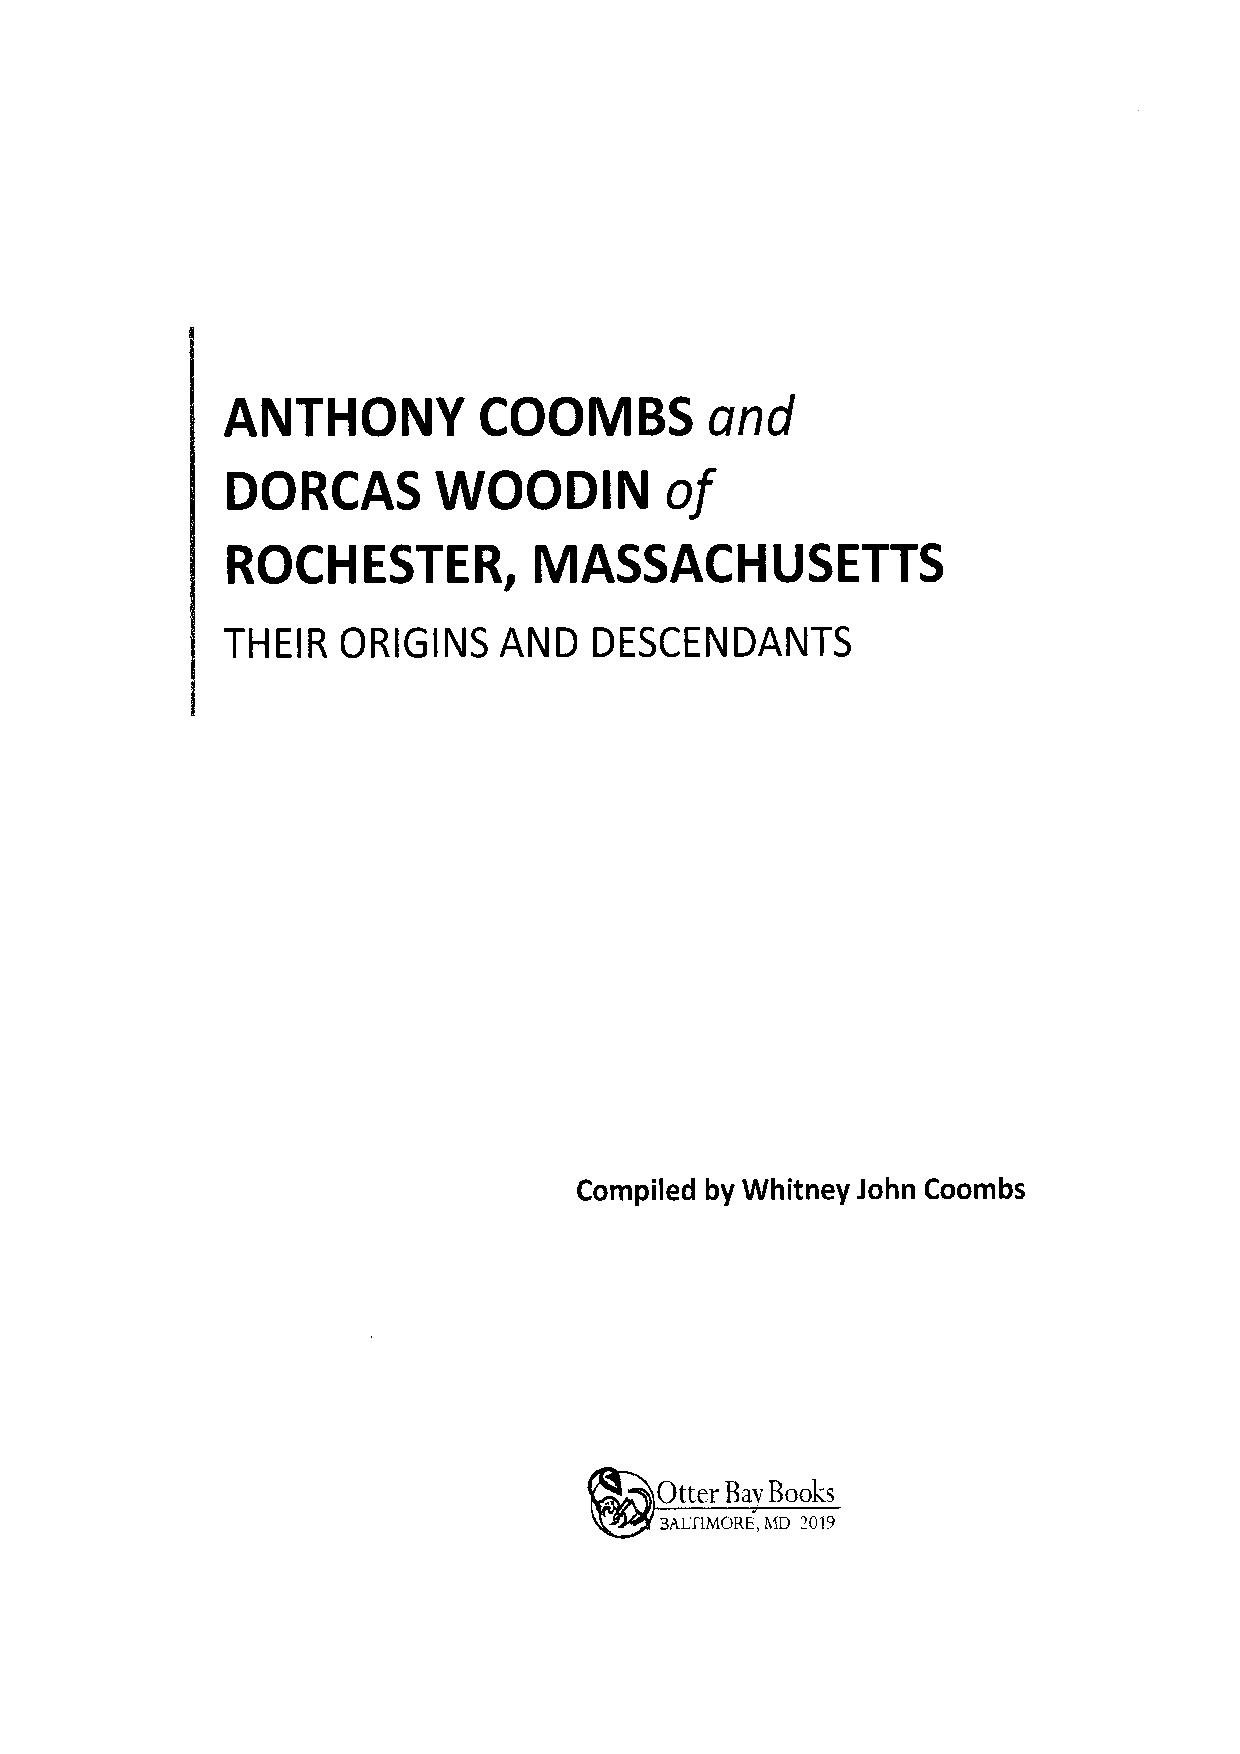 ANTHONY COOMBS and
DORCAS WOODIN of
ROCHESTER, MASSACHUSETTS
THEIR ORIGINS AND DESCENDANTS
Compiled by Whitney John Coombs
Otter Bay Books
BALTIMORE, MD 2019